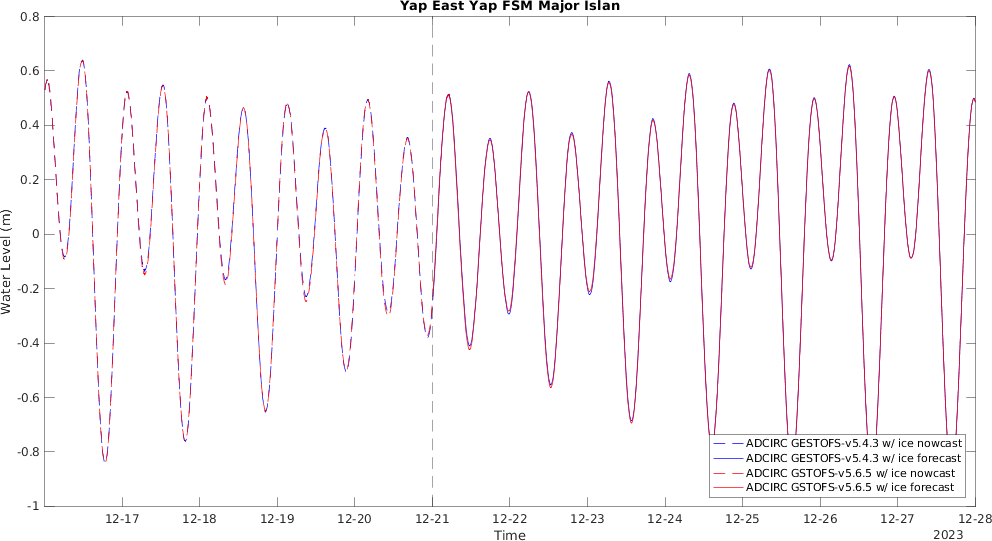 Yap East Yap FSM Major Islan
0.8
0.6
0.4
0.2
0
-0.2
-0.4
-0.6
-0.8
-1
Water Level (m)
12-17 12-18 12-19 12-20 12-21 12-22 12-23 12-24 12-25 12-26 12-27 12-28
Time
2023
ADCIRC GESTOFS-v5.4.3 w/ ice nowcast
ADCIRC GESTOFS-v5.4.3 w/ ice forecast
ADCIRC GSTOFS-v5.6.5 w/ ice nowcast
ADCIRC GSTOFS-v5.6.5 w/ ice forecast